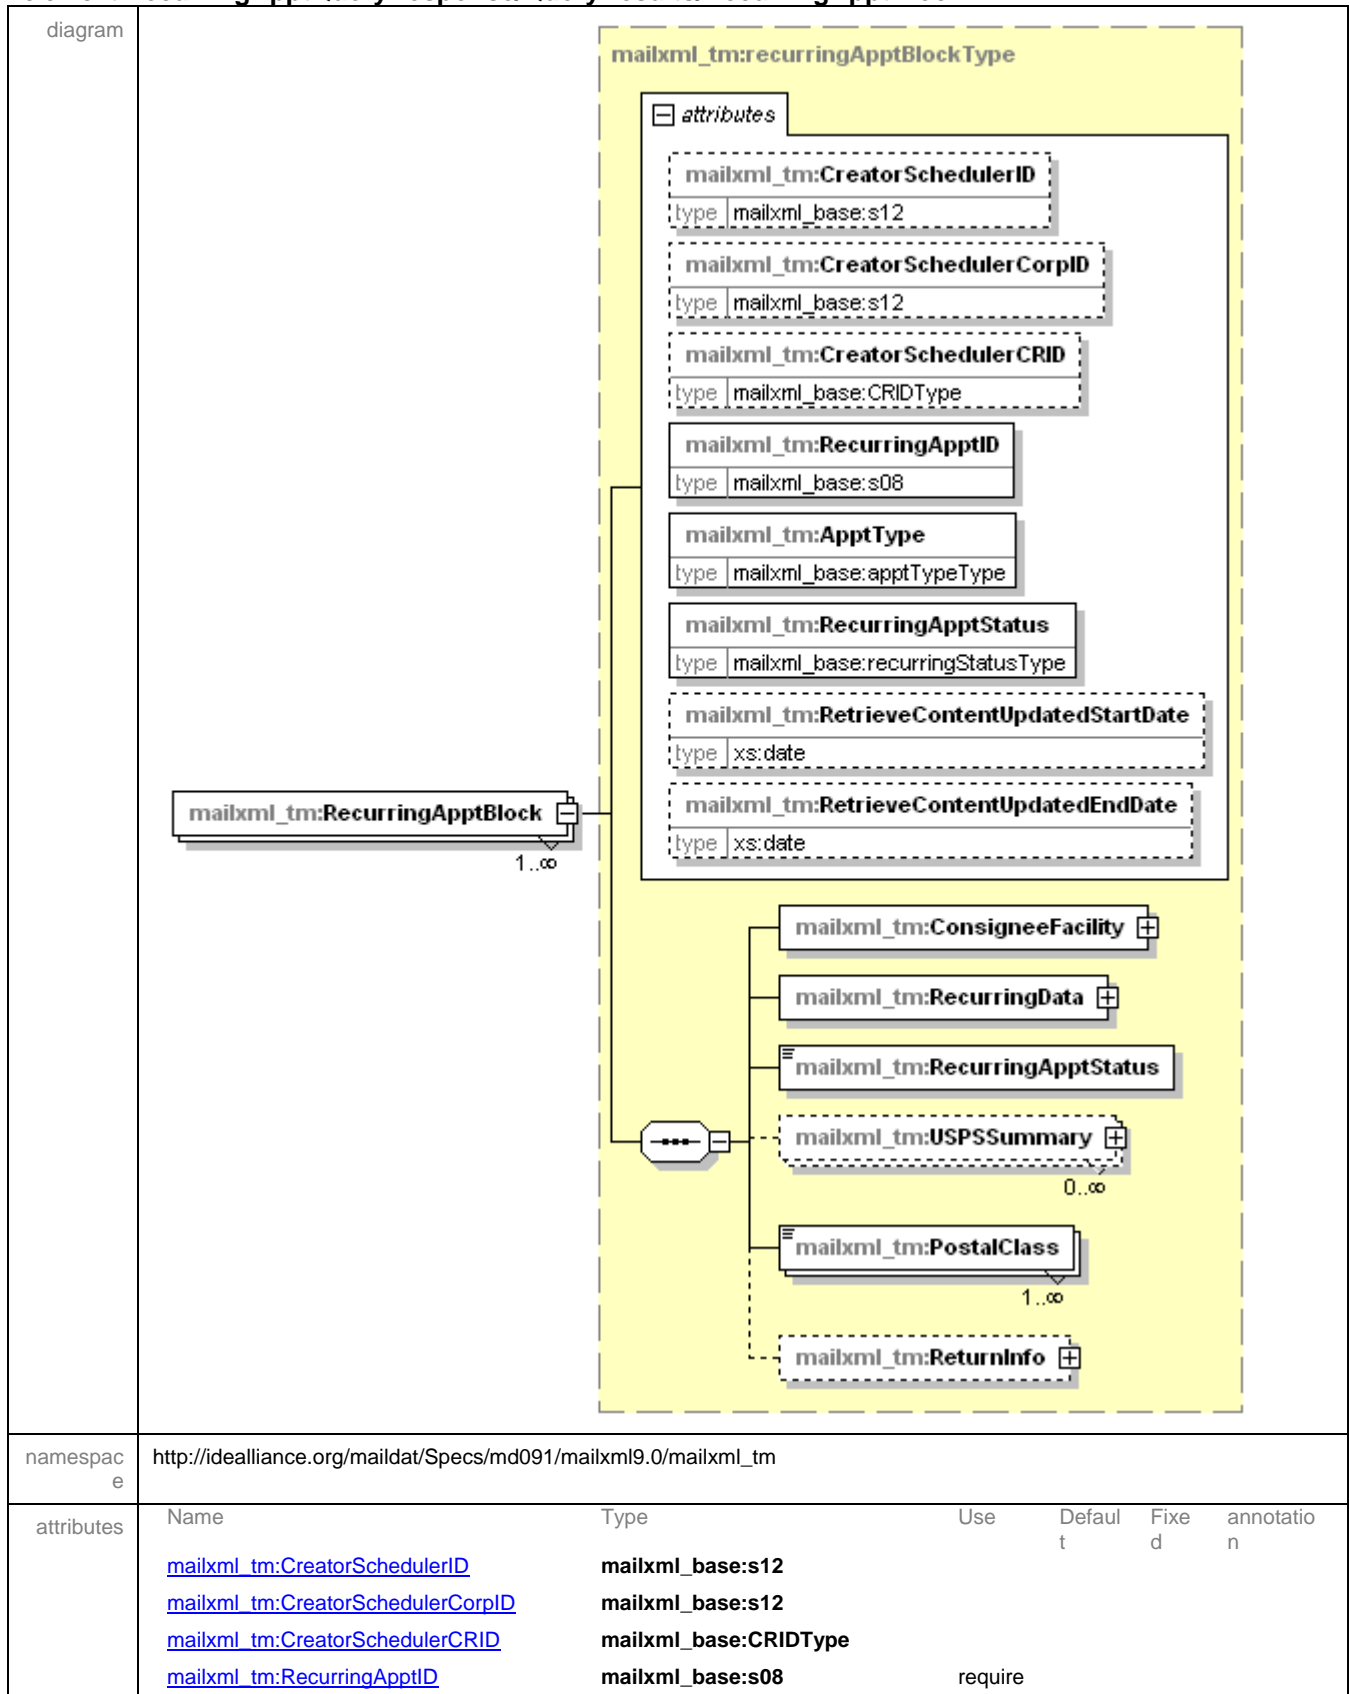 diagram
mailxml_tm:recurringApptBlockType
attributes
mailxml_tm:CreatorSchedulerID
type mailxml_base:s12
mailxml_tm:CreatorSchedulerCorpID
type mailxml_base:s12
mailxml_tm:CreatorSchedulerCRID
type mailxml_base:CRIDType
mailxml_tm:RecurringApptID
type mailxml_base:s08
mailxml_tm:ApptType
type mailxml_base:apptTypeType
mailxml_tm:RecurringApptStatus
type mailxml_base:recurringStatusType
mailxml_tm:RetrieveContentUpdatedStartDate
type xs:date
mailxml_tm:RetrieveContentUpdatedEndDate
type xs:date
mailxml_tm:RecurringApptBlock
1..∞
mailxml_tm:ConsigneeFacility
mailxml_tm:RecurringData
mailxml_tm:RecurringApptStatus
mailxml_tm:USPSSummary
0..∞
mailxml_tm:PostalClass
1..∞
mailxml_tm:ReturnInfo
namespac
e
http://idealliance.org/maildat/Specs/md091/mailxml9.0/mailxml_tm
attributes
Name Type Use Defaul Fixe annotatio
t d n
mailxml_tm:CreatorSchedulerID mailxml_base:s12
mailxml_tm:CreatorSchedulerCorpID mailxml_base:s12
mailxml_tm:CreatorSchedulerCRID mailxml_base:CRIDType
mailxml_tm:RecurringApptID mailxml_base:s08 require